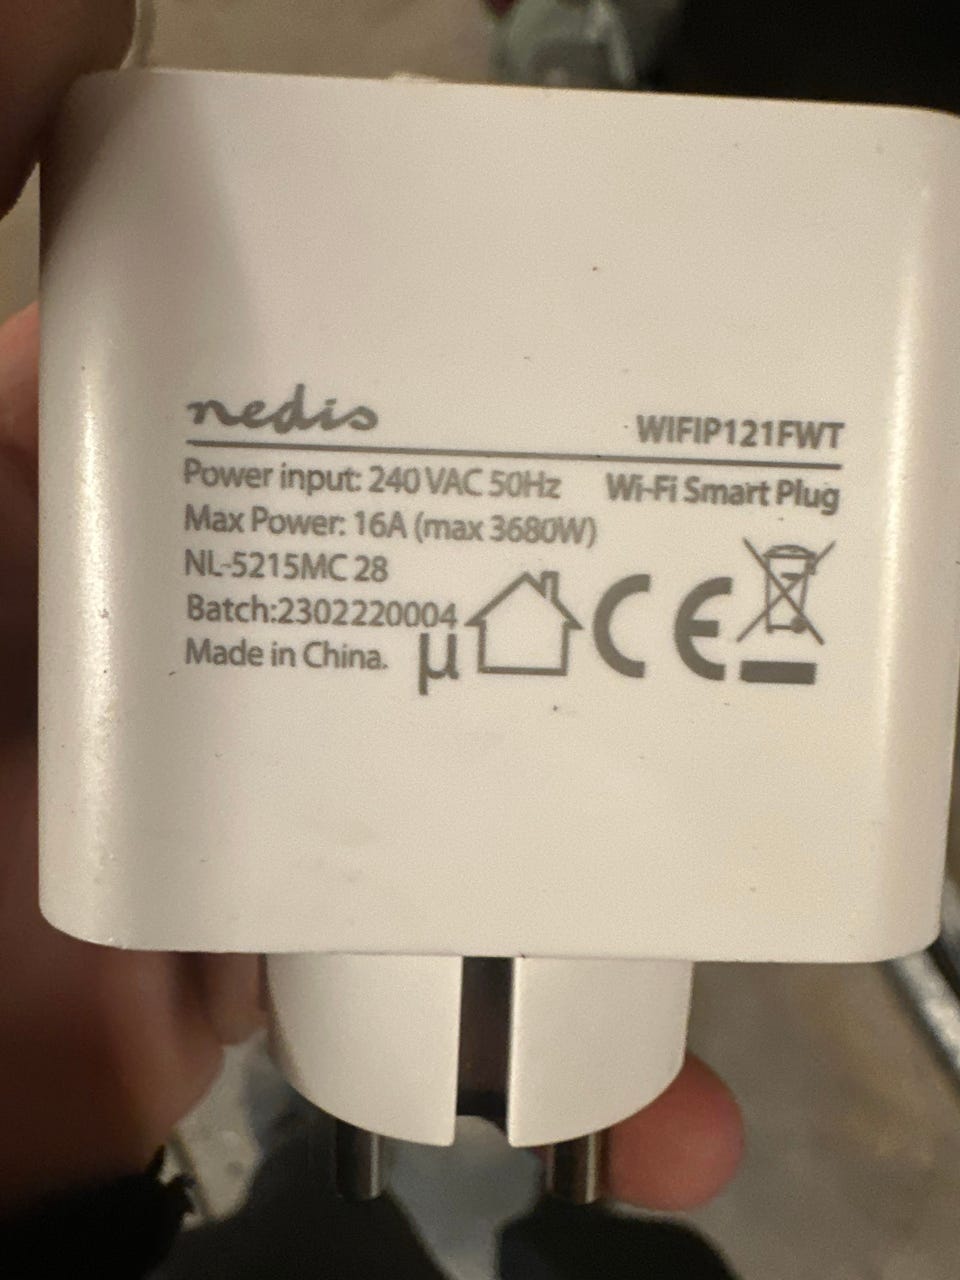 nedis
WIFIP121FWT
Power input: 240 VAC 50Hz
Wi-Fi Smart Plug
Max Power: 16A (max 3680W)
NL-5215MC 28
Batch:2302220004
Made in China.
μ
CE